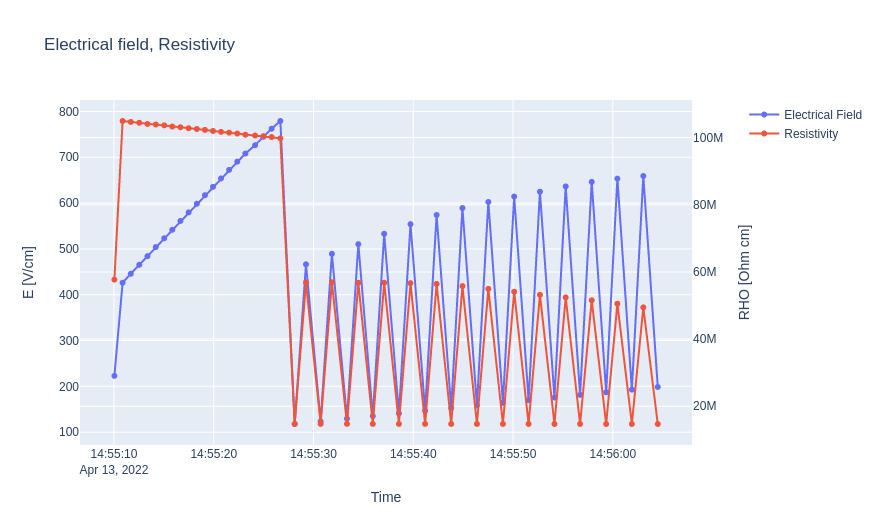 Electrical field, Resistivity
Electrical Field
Resistivity
800
700
600
500
400
300
200
100
E [V/cm]
100M
80M
60M
40M
20M
RHO [Ohm cm]
14:55:10 14:55:20 14:55:30 14:55:40 14:55:50 14:56:00
Apr 13, 2022
Time